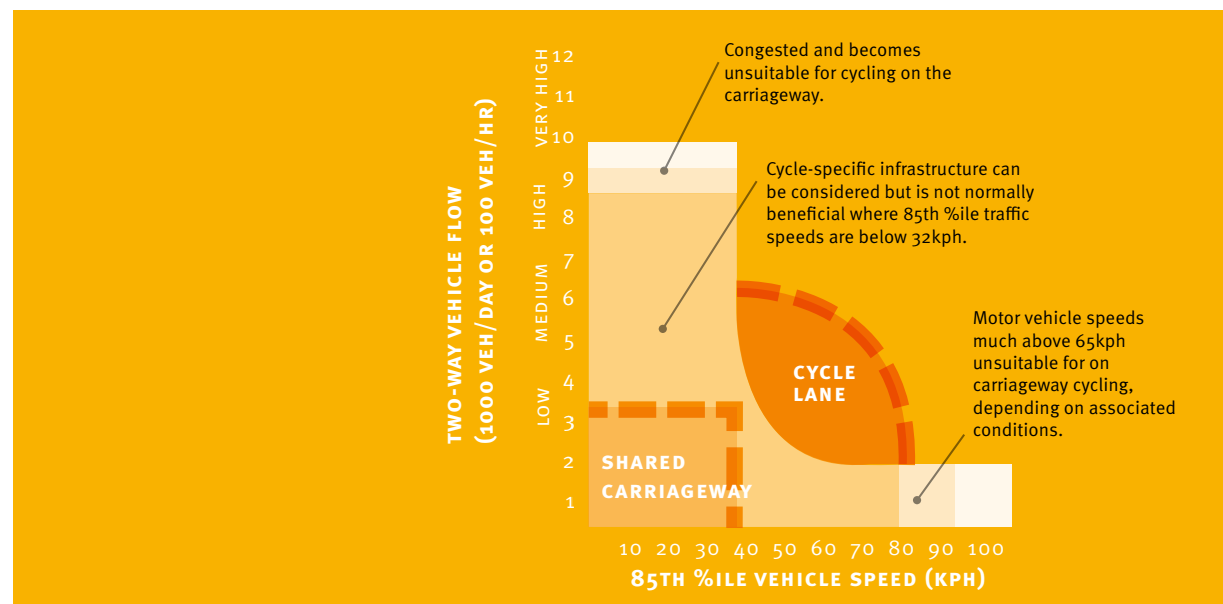 TWO-WAY VEHICLE FLOW
(1000 VEH/DAY OR 100 VEH/HR)
VERY HIGH
HIGH
MEDIUM
LOW
12
11
10
9
8
7
6
5
4
3
2
1
Congested and becomes
unsuitable for cycling on the
carriageway.
Cycle-specific infrastructure can
be considered but is not normally
beneficial where 85th %ile traffic
speeds are below 32kph.
Motor vehicle speeds
much above 65kph
unsuitable for on
carriageway cycling,
depending on associated
conditions.
CYCLE
LANE
SHARED
CARRIAGEWAY
10 20 30 40 50 60 70 80 90 100
85TH %ILE VEHICLE SPEED (KPH)